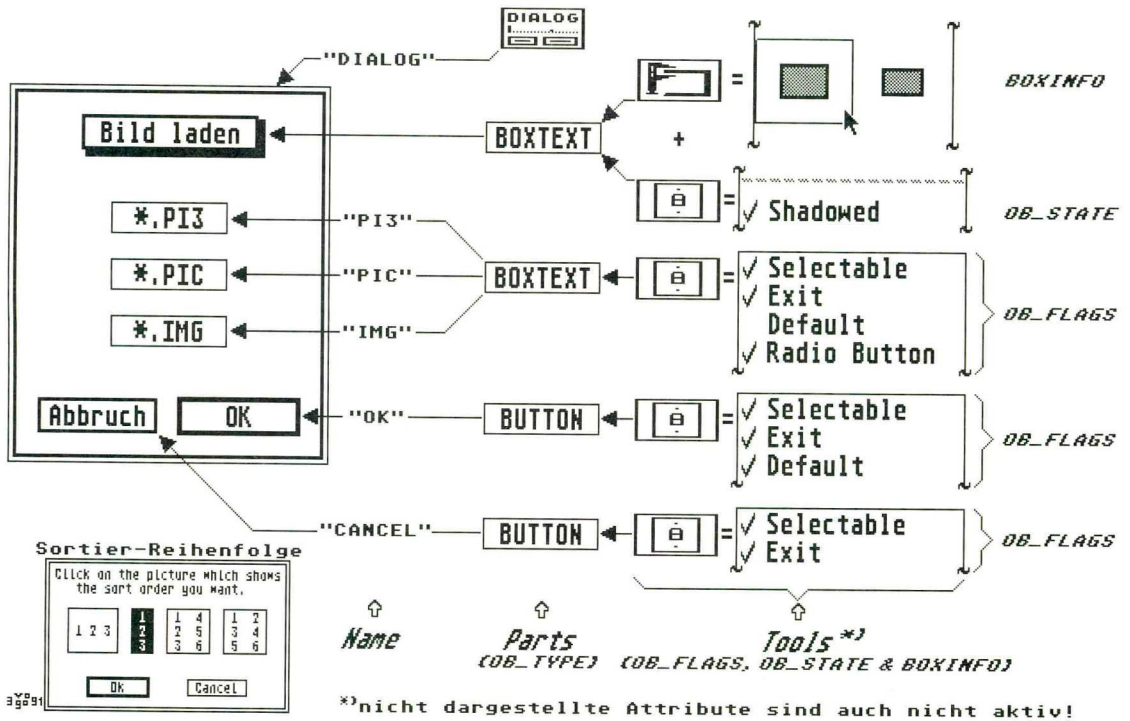 DIALOG
"DIALOG"
=
BOXINFO
Bild laden
BOXTEXT
+
=
✓ Shadowed
OB_STATE
*.PI3
"PI3"
*.PIC
"PIC"
BOXTEXT
=
✓ Selectable
✓ Exit
Default
✓ Radio Button
OB_FLAGS
*.IMG
"IMG"
Abbruch
OK
"OK"
BUTTON
=
✓ Selectable
✓ Exit
✓ Default
OB_FLAGS
"CANCEL"
BUTTON
=
✓ Selectable
✓ Exit
OB_FLAGS
Sortier-Reihenfolge
Click on the picture which shows
the sort order you want.
1 2 3
1
2
3
1 4
2 5
3 6
1 2
3 4
5 6
Ok
Cancel
Name
Parts
(OB_TYPE)
Tools *)
(OB_FLAGS, OB_STATE & BOXINFO)
*)nicht dargestellte Attribute sind auch nicht aktiv!